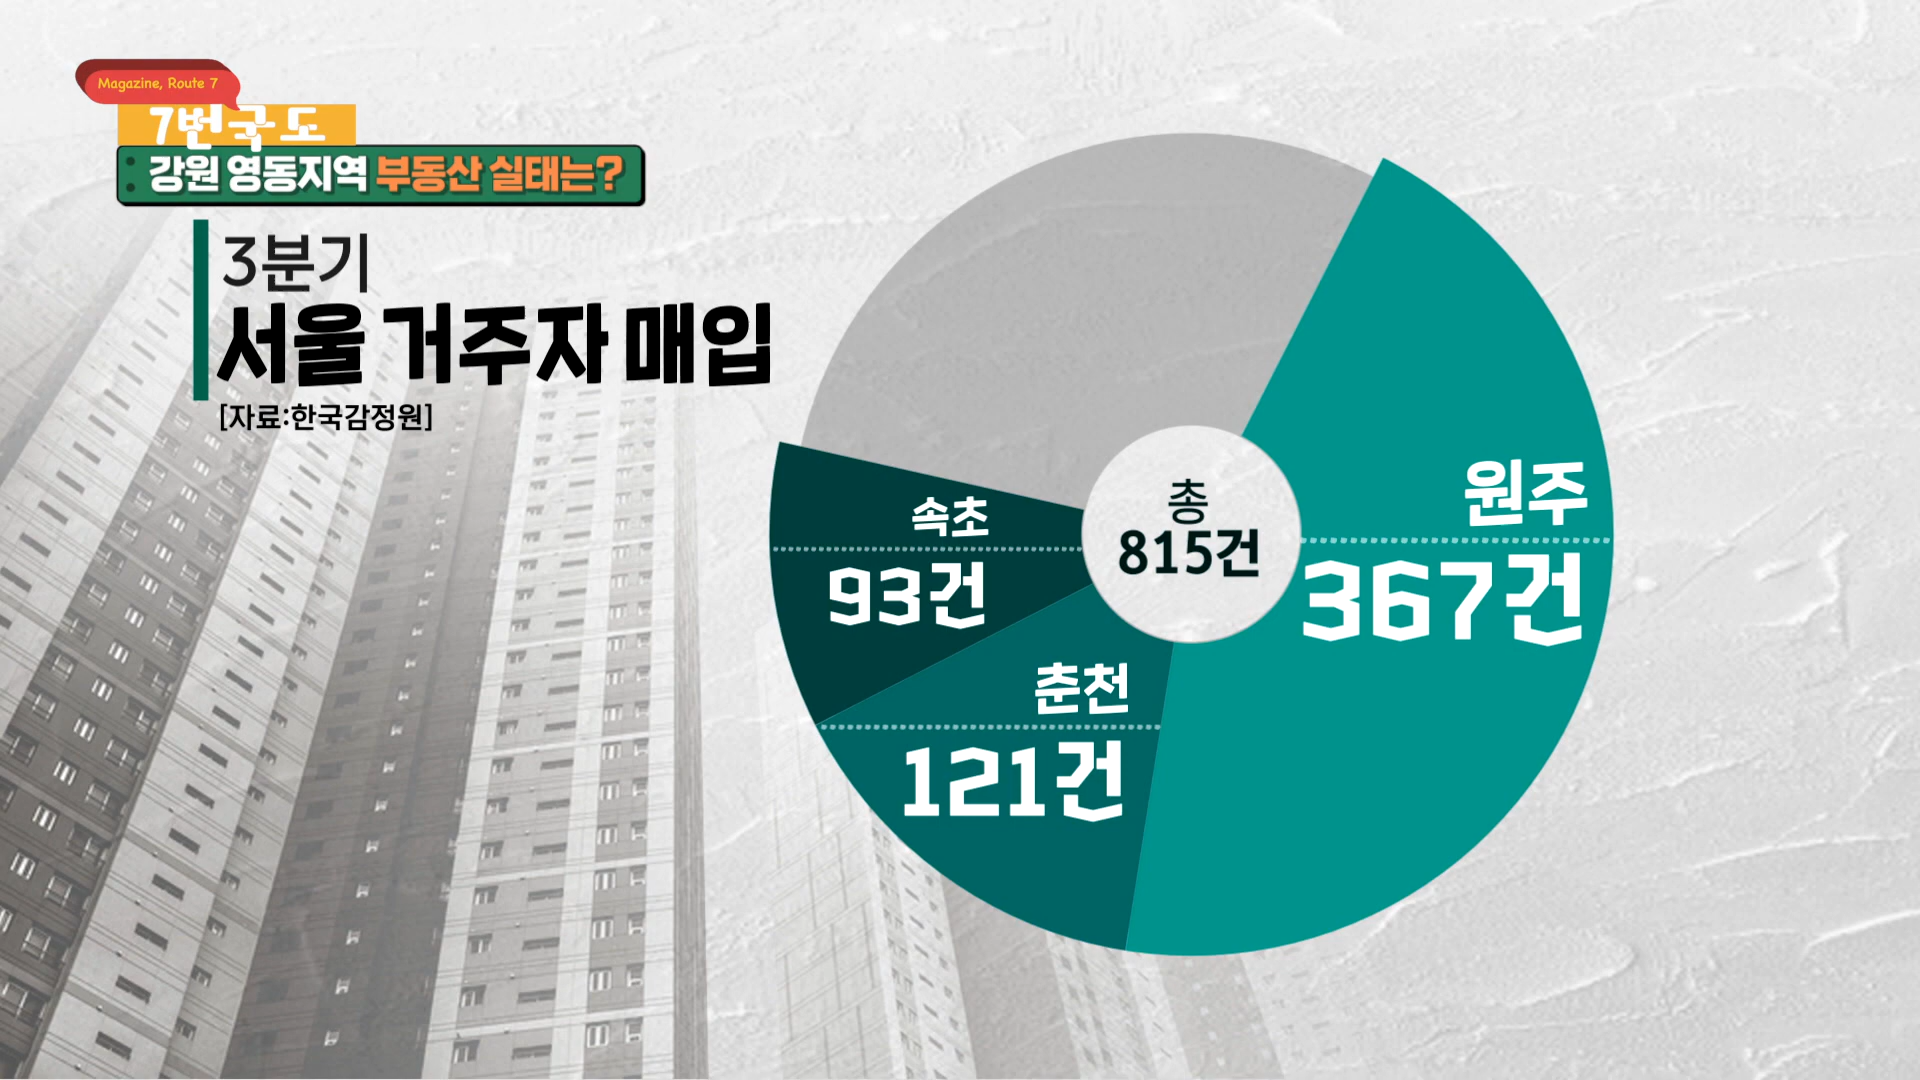 Magazine, Route 7
7번국도
강원 영동지역 부동산 실태는?
3분기
서울 거주자 매입
[자료:한국감정원]
총
815건
원주
367건
속초
93건
춘천
121건